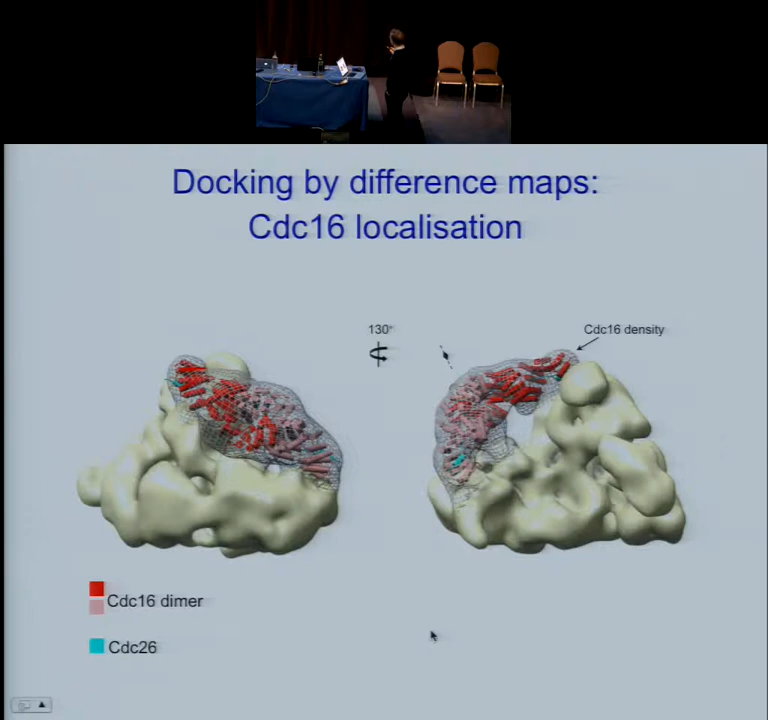 Docking by difference maps:
Cdc16 localisation
130°
Cdc16 density
Cdc16 dimer
Cdc26